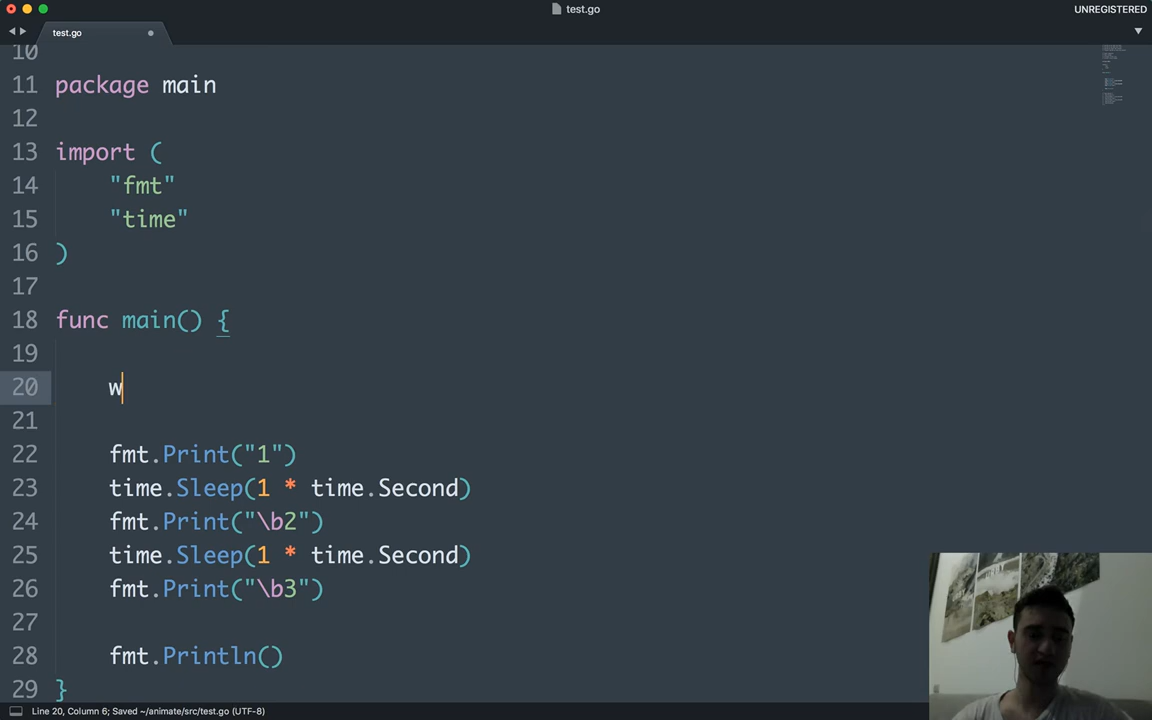 test.go
UNREGISTERED
test.go
10
11 package main
12
13 import (
14     "fmt"
15     "time"
16 )
17
18 func main() {
19
20     w
21
22     fmt.Print("1")
23     time.Sleep(1 * time.Second)
24     fmt.Print("\b2")
25     time.Sleep(1 * time.Second)
26     fmt.Print("\b3")
27
28     fmt.Println()
29 }
Line 20, Column 6; Saved ~/animate/src/test.go (UTF-8)